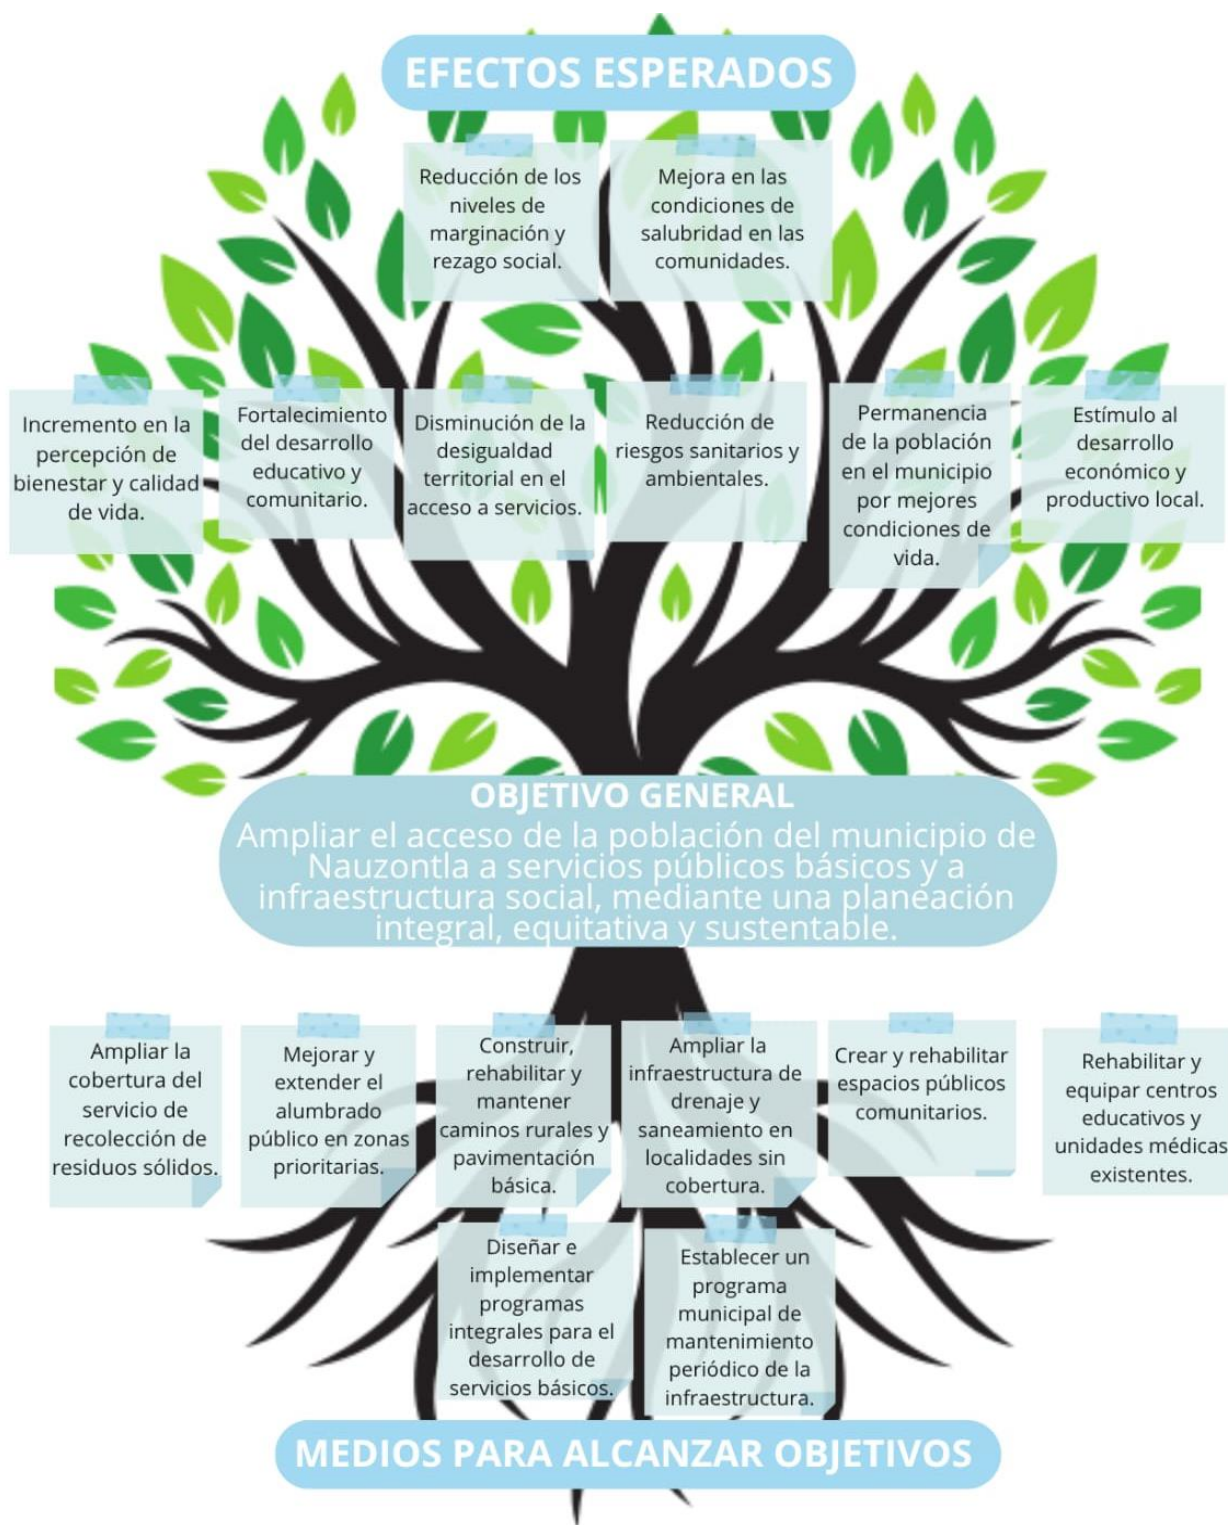 EFECTOS ESPERADOS
Reducción de los
niveles de
marginación y
rezago social.
Mejora en las
condiciones de
salubridad en las
comunidades.
Incremento en la
percepción de
bienestar y calidad
de vida.
Fortalecimiento
del desarrollo
educativo y
comunitario.
Disminución de la
desigualdad
territorial en el
acceso a servicios.
Reducción de
riesgos sanitarios y
ambientales.
Permanencia
de la población
en el municipio
por mejores
condiciones de
vida.
Estímulo al
desarrollo
económico y
productivo local.
OBJETIVO GENERAL
Ampliar el acceso de la población del municipio de
Nauzontla a servicios públicos básicos y a
infraestructura social, mediante una planeación
integral, equitativa y sustentable.
Ampliar la
cobertura del
servicio de
recolección de
residuos sólidos.
Mejorar y
extender el
alumbrado
público en zonas
prioritarias.
Construir,
rehabilitar y
mantener
caminos rurales y
pavimentación
básica.
Ampliar la
infraestructura de
drenaje y
saneamiento en
localidades sin
cobertura.
Crear y rehabilitar
espacios públicos
comunitarios.
Rehabilitar y
equipar centros
educativos y
unidades médicas
existentes.
Diseñar e
implementar
programas
integrales para el
desarrollo de
servicios básicos.
Establecer un
programa
municipal de
mantenimiento
periódico de la
infraestructura.
MEDIOS PARA ALCANZAR OBJETIVOS